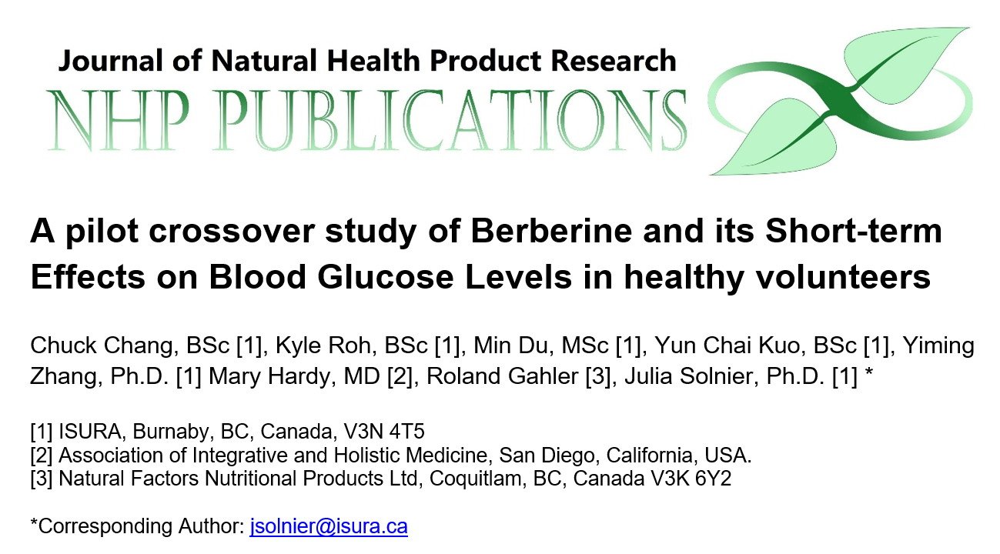 Journal of Natural Health Product Research
NHP PUBLICATIONS
A pilot crossover study of Berberine and its Short-term
Effects on Blood Glucose Levels in healthy volunteers
Chuck Chang, BSc [1], Kyle Roh, BSc [1], Min Du, MSc [1], Yun Chai Kuo, BSc [1], Yiming
Zhang, Ph.D. [1] Mary Hardy, MD [2], Roland Gahler [3], Julia Solnier, Ph.D. [1] *
[1] ISURA, Burnaby, BC, Canada, V3N 4T5
[2] Association of Integrative and Holistic Medicine, San Diego, California, USA.
[3] Natural Factors Nutritional Products Ltd, Coquitlam, BC, Canada V3K 6Y2
*Corresponding Author: jsolnier@isura.ca